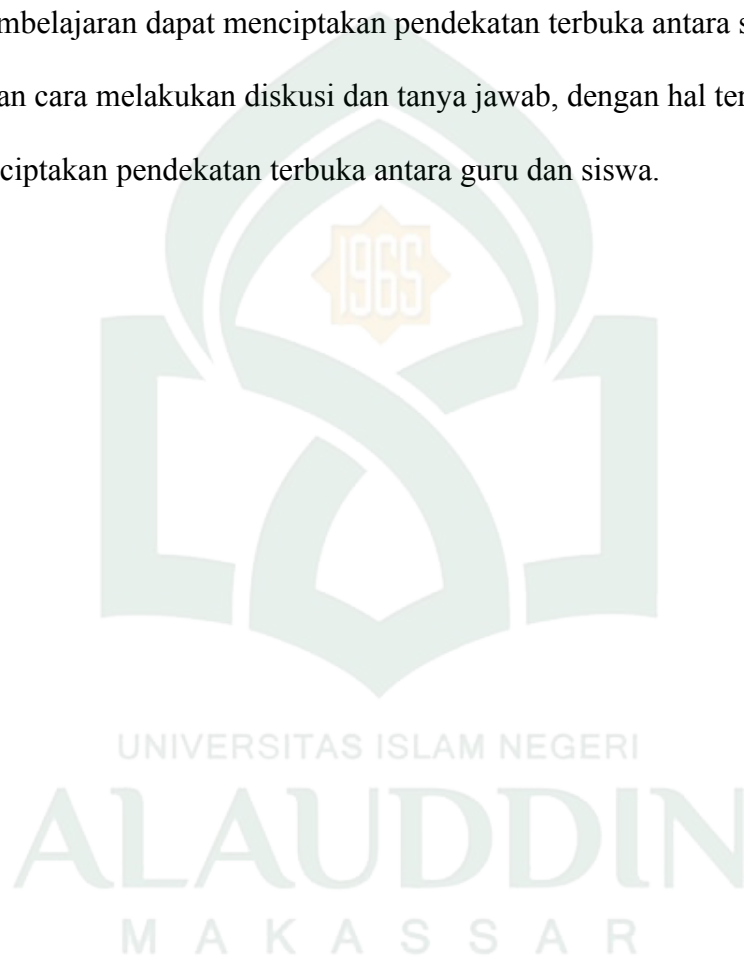 mbelajaran dapat menciptakan pendekatan terbuka antara s
an cara melakukan diskusi dan tanya jawab, dengan hal ter
ciptakan pendekatan terbuka antara guru dan siswa.
1965
UNIVERSITAS ISLAM NEGERI
ALAUDDIN
MAKASSAR